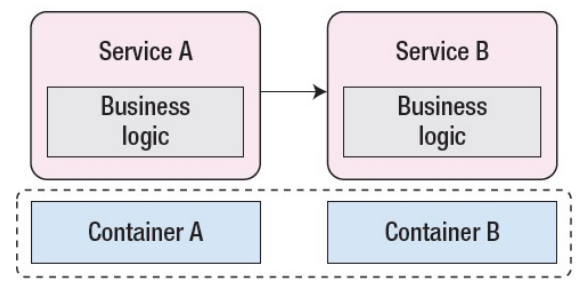 Service A
Business
logic
Service B
Business
logic
Container A
Container B